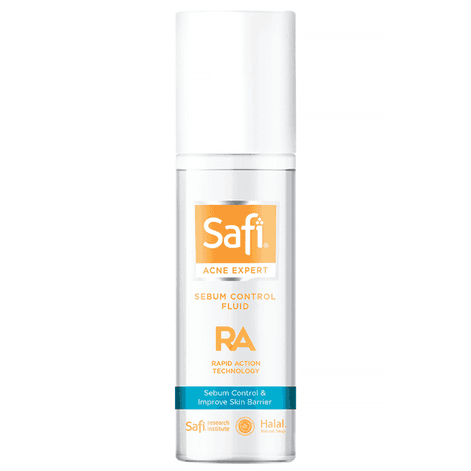 Safi
ACNE EXPERT
SEBUM CONTROL
FLUID
RA
RAPID ACTION
TECHNOLOGY
Sebum Control &
Improve Skin Barrier
Safi research institute Halal.